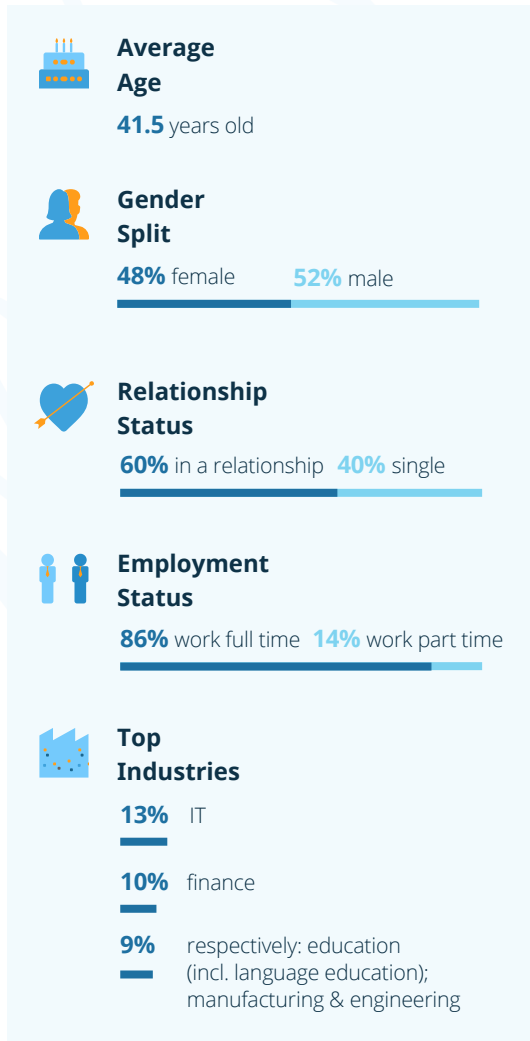 Average
Age
41.5 years old
Gender
Split
48% female 52% male
Relationship
Status
60% in a relationship 40% single
Employment
Status
86% work full time 14% work part time
Top
Industries
13% IT
10% finance
9% respectively: education
(incl. language education);
manufacturing & engineering